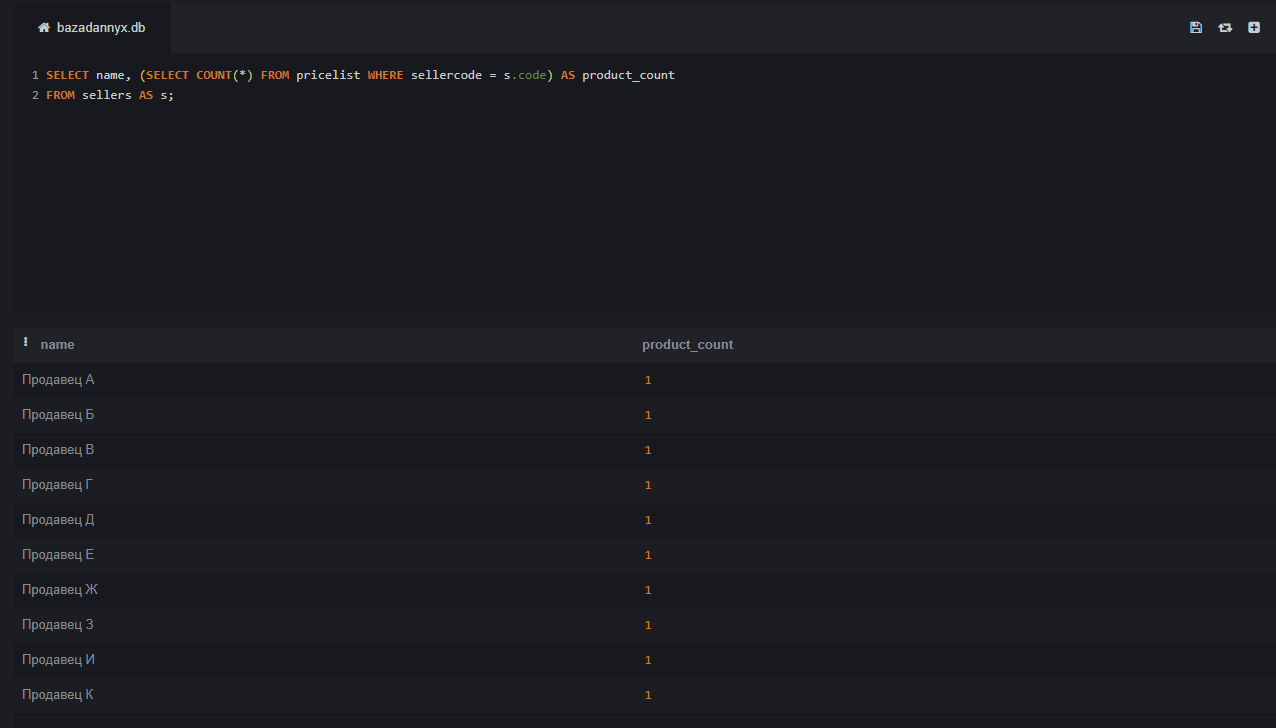 bazadannyx.db
1 SELECT name, (SELECT COUNT(*) FROM pricelist WHERE sellercode = s.code) AS product_count
2 FROM sellers AS s;
name product_count
Продавец А 1
Продавец Б 1
Продавец В 1
Продавец Г 1
Продавец Д 1
Продавец Е 1
Продавец Ж 1
Продавец З 1
Продавец И 1
Продавец К 1